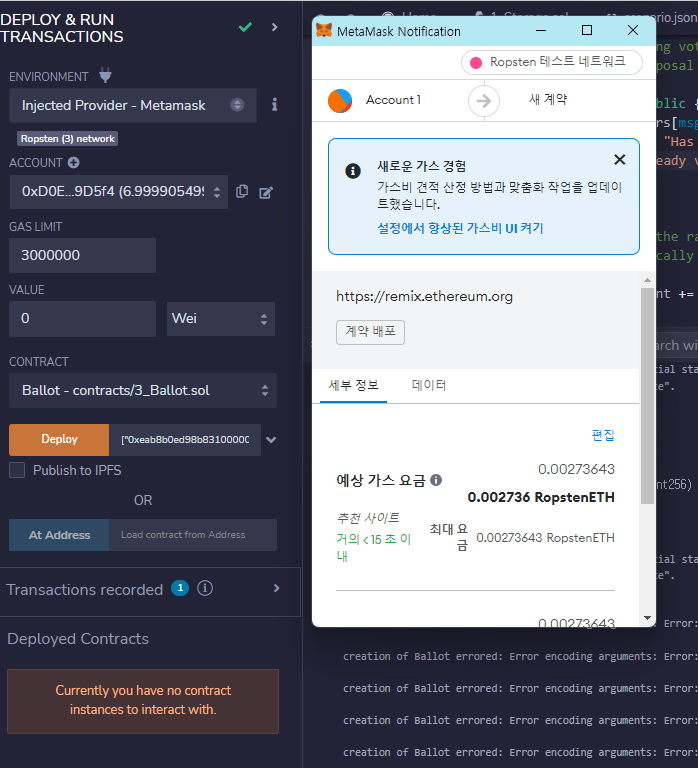 DEPLOY & RUN
TRANSACTIONS
ENVIRONMENT
Injected Provider - Metamask
Ropsten (3) network
ACCOUNT
0xD0E...9D5f4 (6.999905499
GAS LIMIT
3000000
VALUE
0
Wei
CONTRACT
Ballot - contracts/3_Ballot.sol
Deploy
["0xeab8b0ed98b83100000
Publish to IPFS
OR
At Address
Load contract from Address
Transactions recorded 1
Deployed Contracts
Currently you have no contract
instances to interact with.
MetaMask Notification
Ropsten 테스트 네트워크
Account 1
새 계약
새로운 가스 경험
가스비 견적 산정 방법과 맞춤화 작업을 업데이
트했습니다.
설정에서 향상된 가스비 UI 켜기
https://remix.ethereum.org
계약 배포
세부 정보
데이터
편집
예상 가스 요금
0.00273643
0.002736 RopstenETH
추천 사이트
거의 < 15 초 이
내
최대 요
금
0.00273643 RopstenETH
0.00273643
ng vot
posal
blic {
rs[msg
"Has
eady v
the ra
cally
nt +=
arch wi
ial sta
te".
nt256)
ial sta
te".
Error:
creation of Ballot errored: Error encoding arguments: Error:
creation of Ballot errored: Error encoding arguments: Error:
creation of Ballot errored: Error encoding arguments: Error:
creation of Ballot errored: Error encoding arguments: Error: